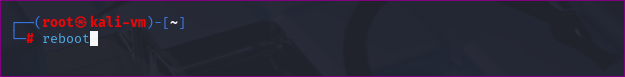 ┌──(root㉿kali-vm)-[~]
└─# reboot